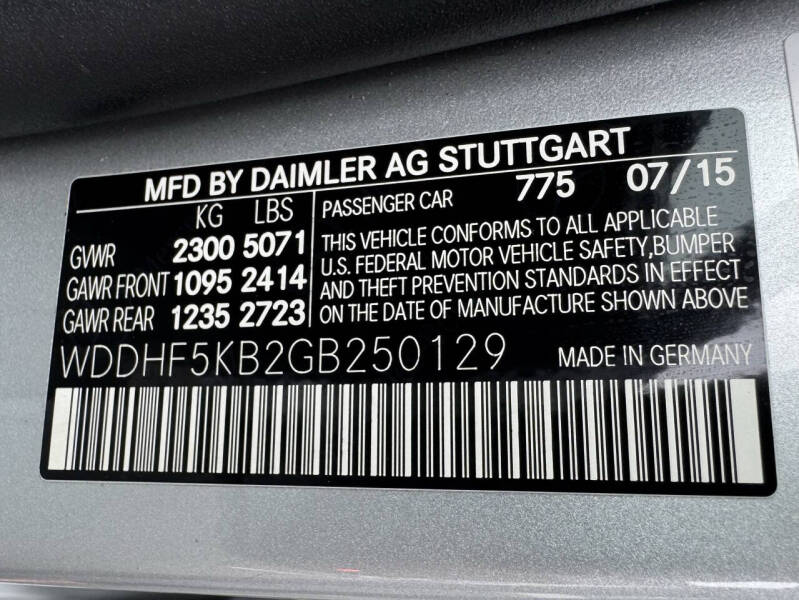 MFD BY DAIMLER AG STUTTGART
KG LBS
GVWR 2300 5071
GAWR FRONT 1095 2414
GAWR REAR 1235 2723
PASSENGER CAR 775 07/15
THIS VEHICLE CONFORMS TO ALL APPLICABLE
U.S. FEDERAL MOTOR VEHICLE SAFETY,BUMPER
AND THEFT PREVENTION STANDARDS IN EFFECT
ON THE DATE OF MANUFACTURE SHOWN ABOVE
WDDHF5KB2GB250129 MADE IN GERMANY